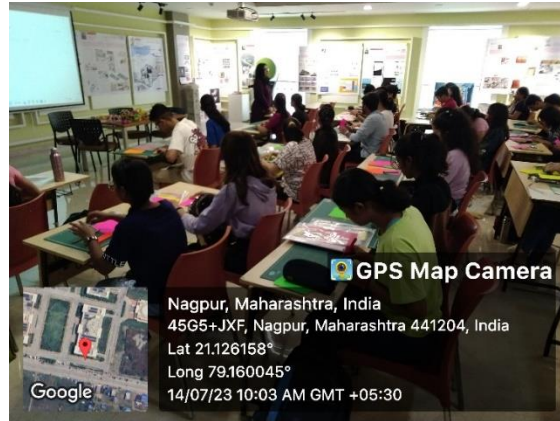 GPS Map Camera
Nagpur, Maharashtra, India
45G5+JXF, Nagpur, Maharashtra 441204, India
Lat 21.126158°
Long 79.160045°
14/07/23 10:03 AM GMT +05:30
Google